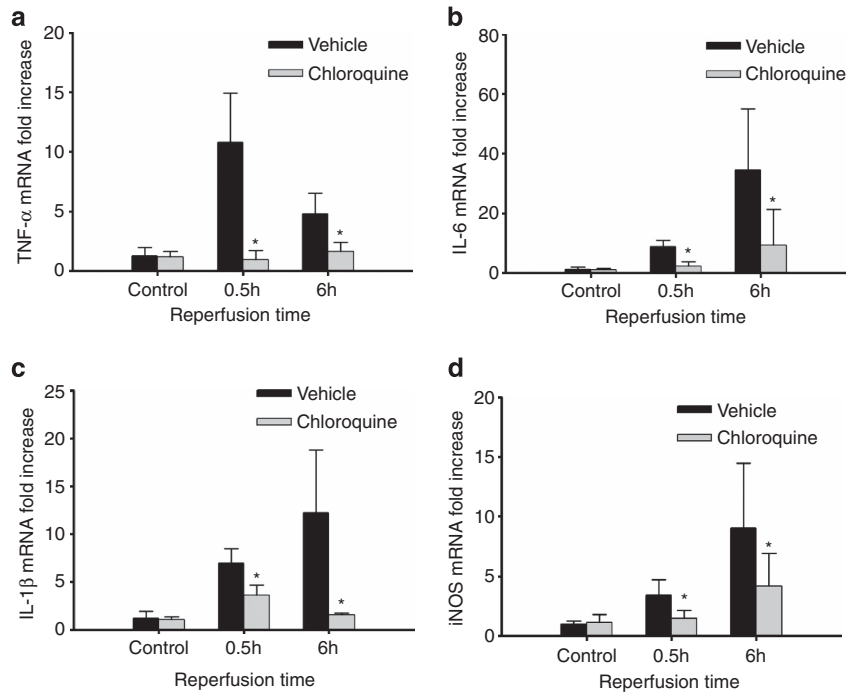 a
TNF-α mRNA fold increase
20
15
10
5
0
Vehicle
Chloroquine
*
*
Control 0.5h 6h
Reperfusion time
b
IL-6 mRNA fold increase
80
60
40
20
0
Vehicle
Chloroquine
*
*
Control 0.5h 6h
Reperfusion time
c
IL-1β mRNA fold increase
25
20
15
10
5
0
Vehicle
Chloroquine
*
*
Control 0.5h 6h
Reperfusion time
d
iNOS mRNA fold increase
20
15
10
5
0
Vehicle
Chloroquine
*
*
Control 0.5h 6h
Reperfusion time